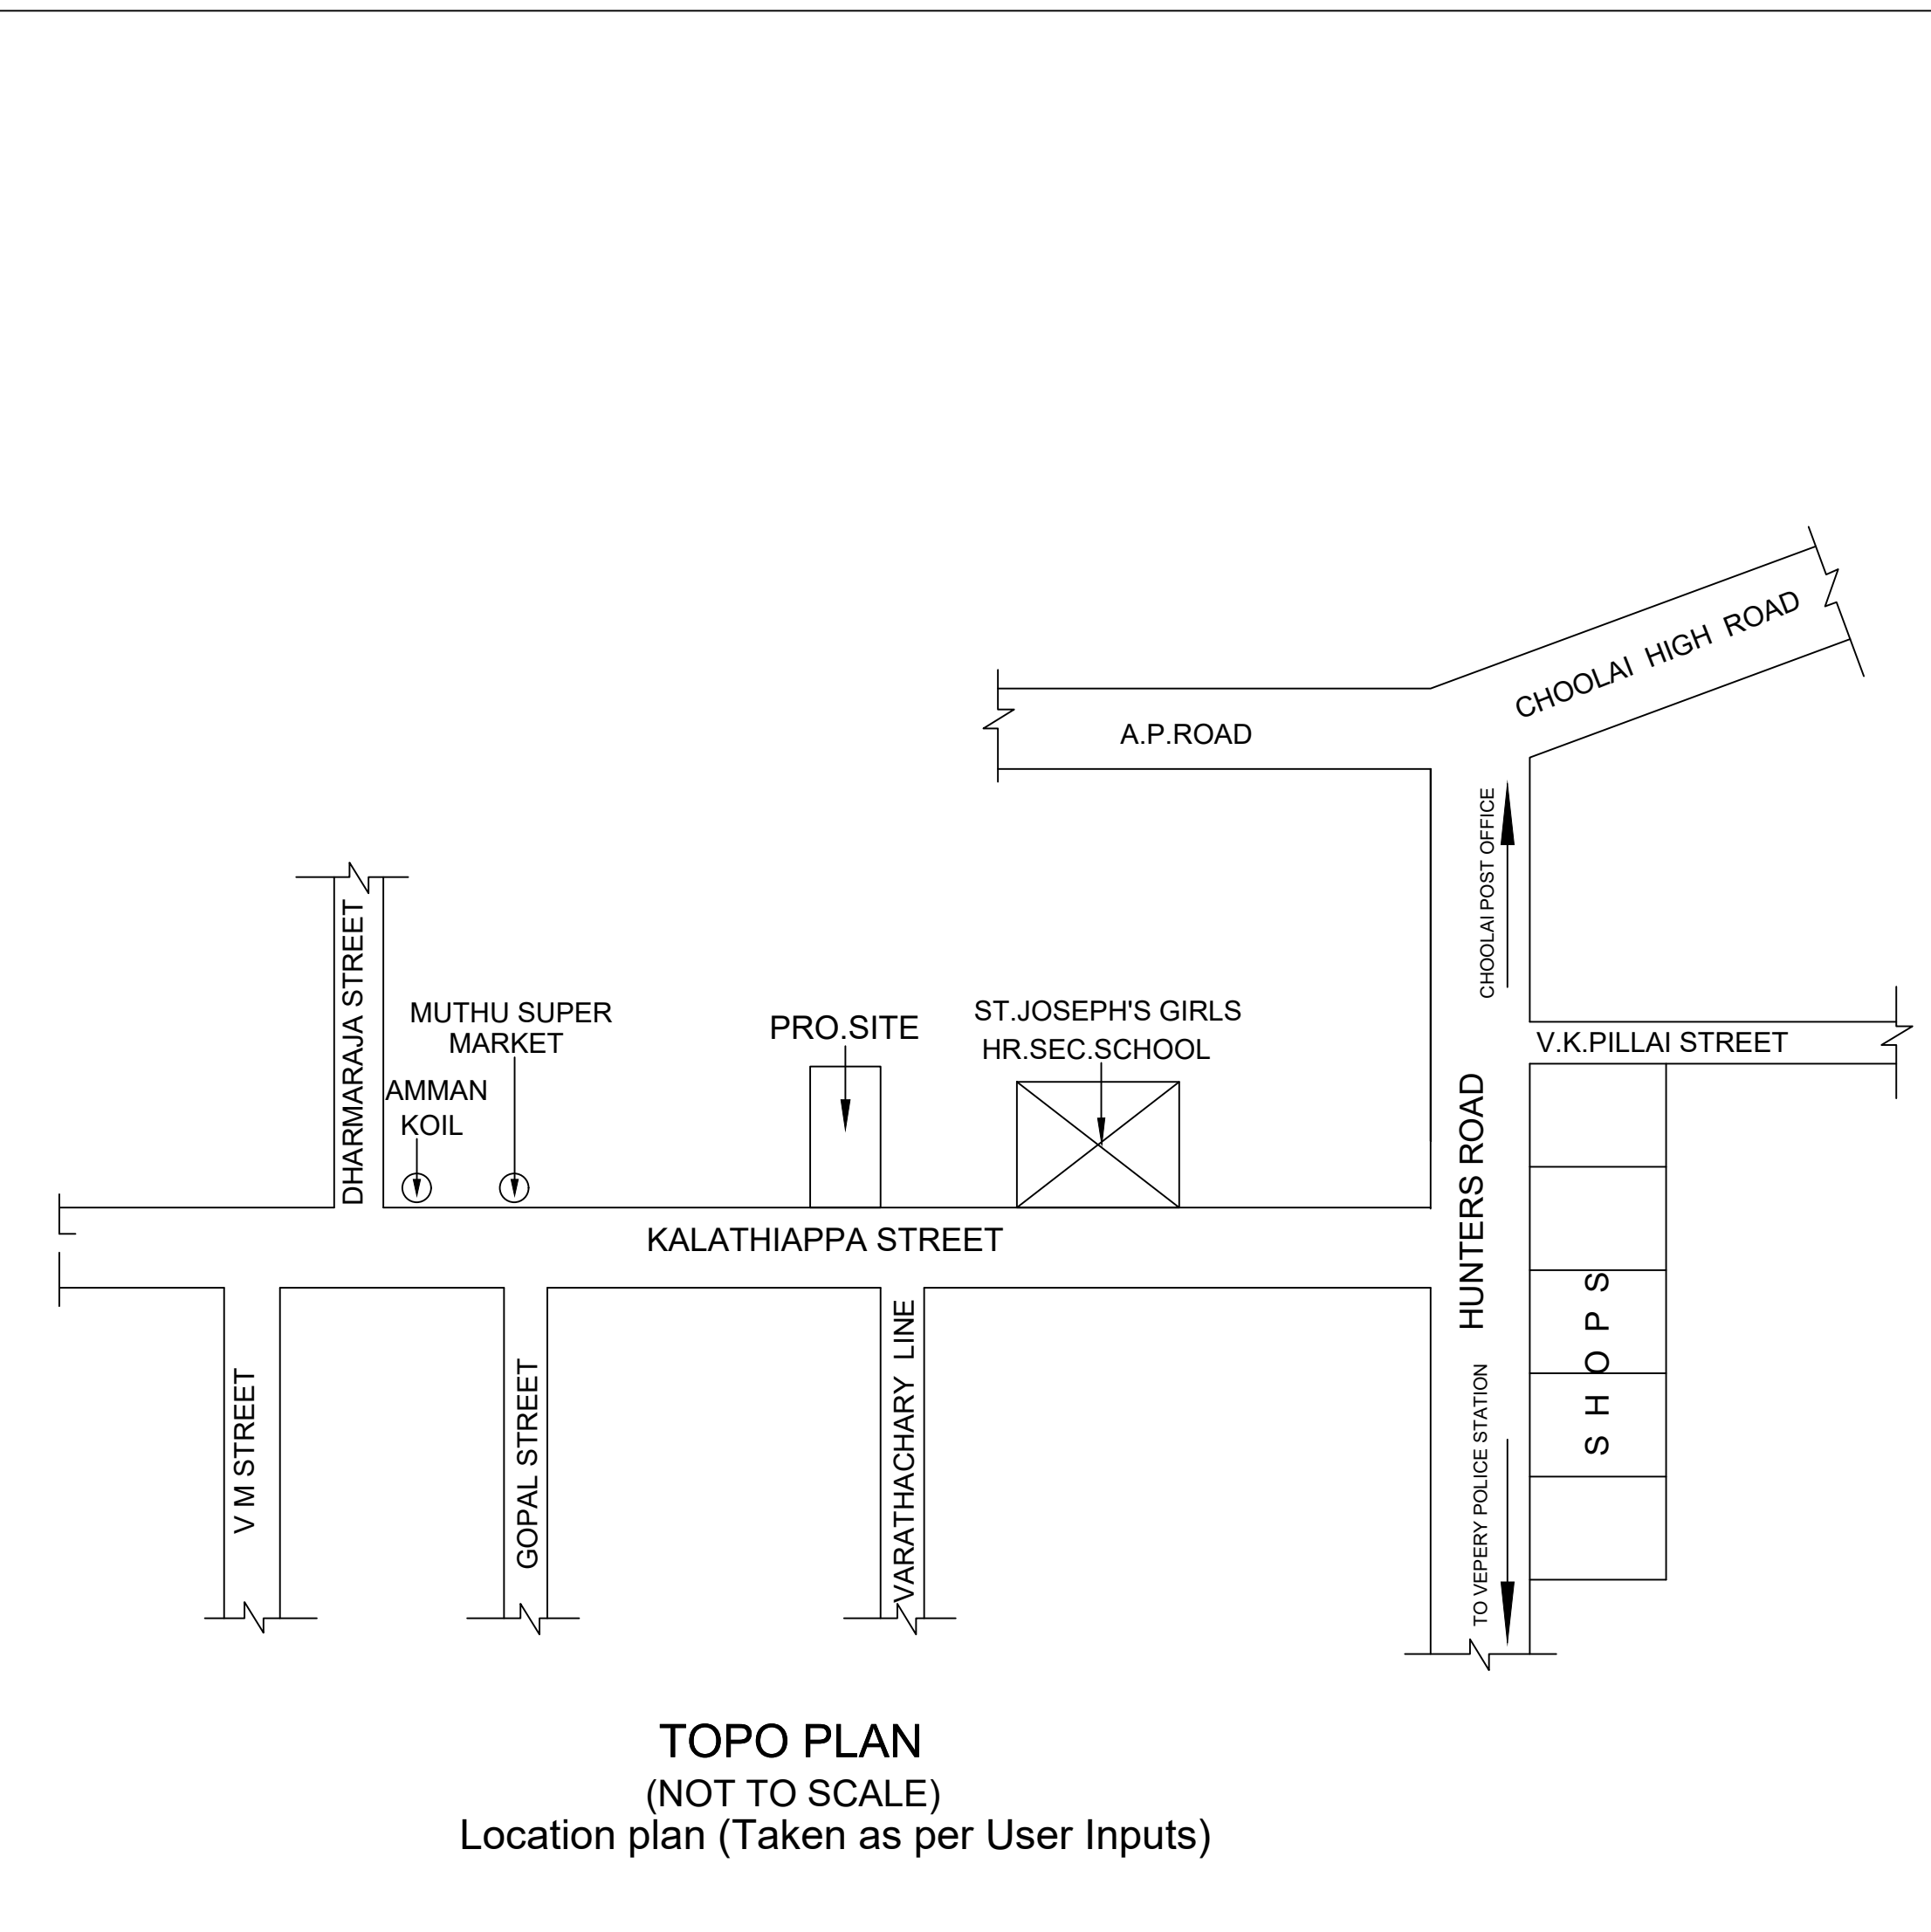 CHOOLAI HIGH ROAD
A.P.ROAD
CHOOLAI POST OFFICE
DHARMARAJA STREET
MUTHU SUPER
MARKET
AMMAN
KOIL
PRO.SITE
ST.JOSEPH'S GIRLS
HR.SEC.SCHOOL
V.K.PILLAI STREET
HUNTERS ROAD
KALATHIAPPA STREET
SHOPS
V M STREET
GOPAL STREET
VARATHACHARY LINE
TO VEPERY POLICE STATION
TOPO PLAN
(NOT TO SCALE)
Location plan (Taken as per User Inputs)